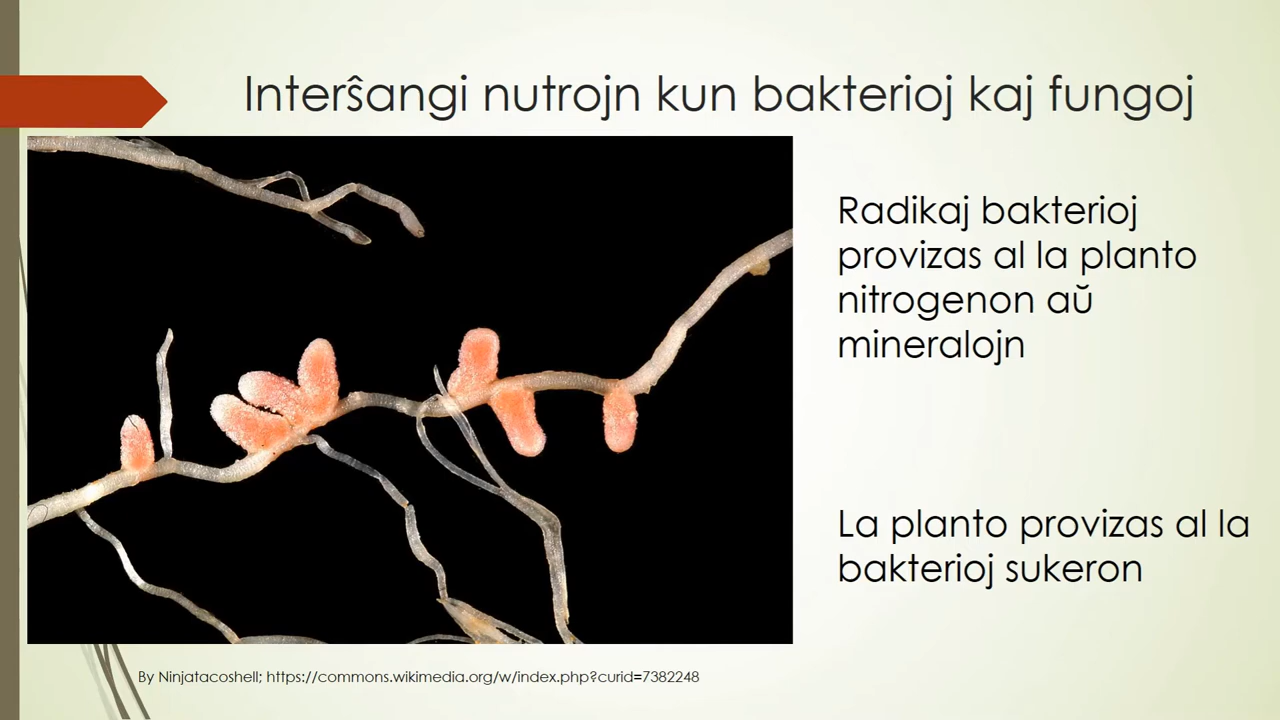 Interŝangi nutrojn kun bakterioj kaj fungoj
Radikaj bakterioj
provizas al la planto
nitrogenon aŭ
mineralojn
La planto provizas al la
bakterioj sukeron
By Ninjatacoshell; https://commons.wikimedia.org/w/index.php?curid=7382248